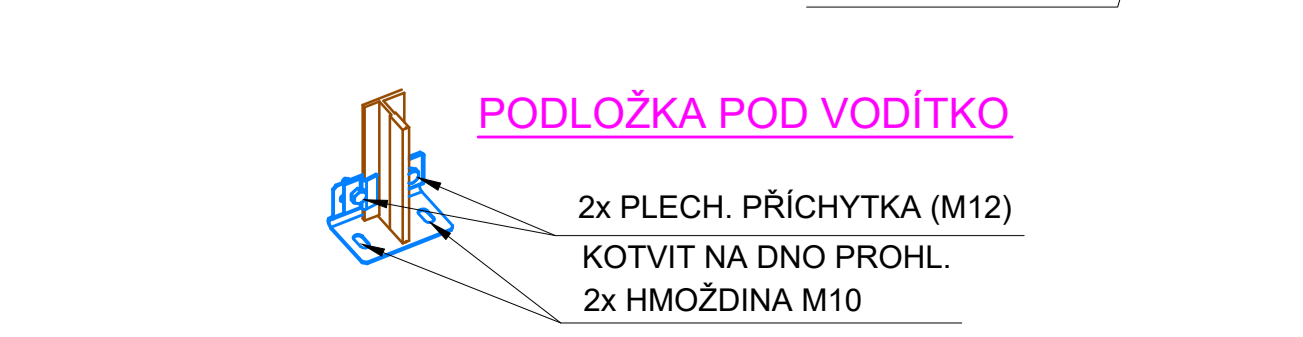 PODLOŽKA POD VODÍTKO
2x PLECH. PŘÍCHYTKA (M12)
KOTVIT NA DNO PROHL.
2x HMOŽDINA M10